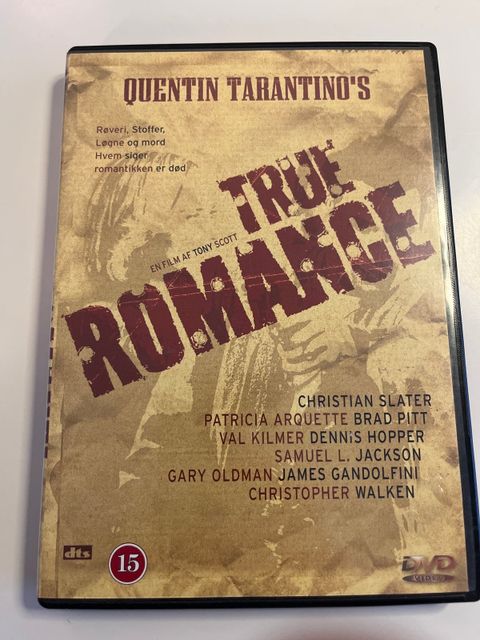 QUENTIN TARANTINO'S
Røveri, Stoffer,
Løgne og mord
Hvem siger
romantikken er død
TRUE
EN FILM AF TONY SCOTT
ROMANCE
CHRISTIAN SLATER
PATRICIA ARQUETTE BRAD PITT
VAL KILMER DENNiS HOPPER
SAMUEL L. JACKSON
GARY OLDMAN JAMES GANDOLFINI
CHRISTOPHER WALKEN
dts
15
DVD
VIDEO